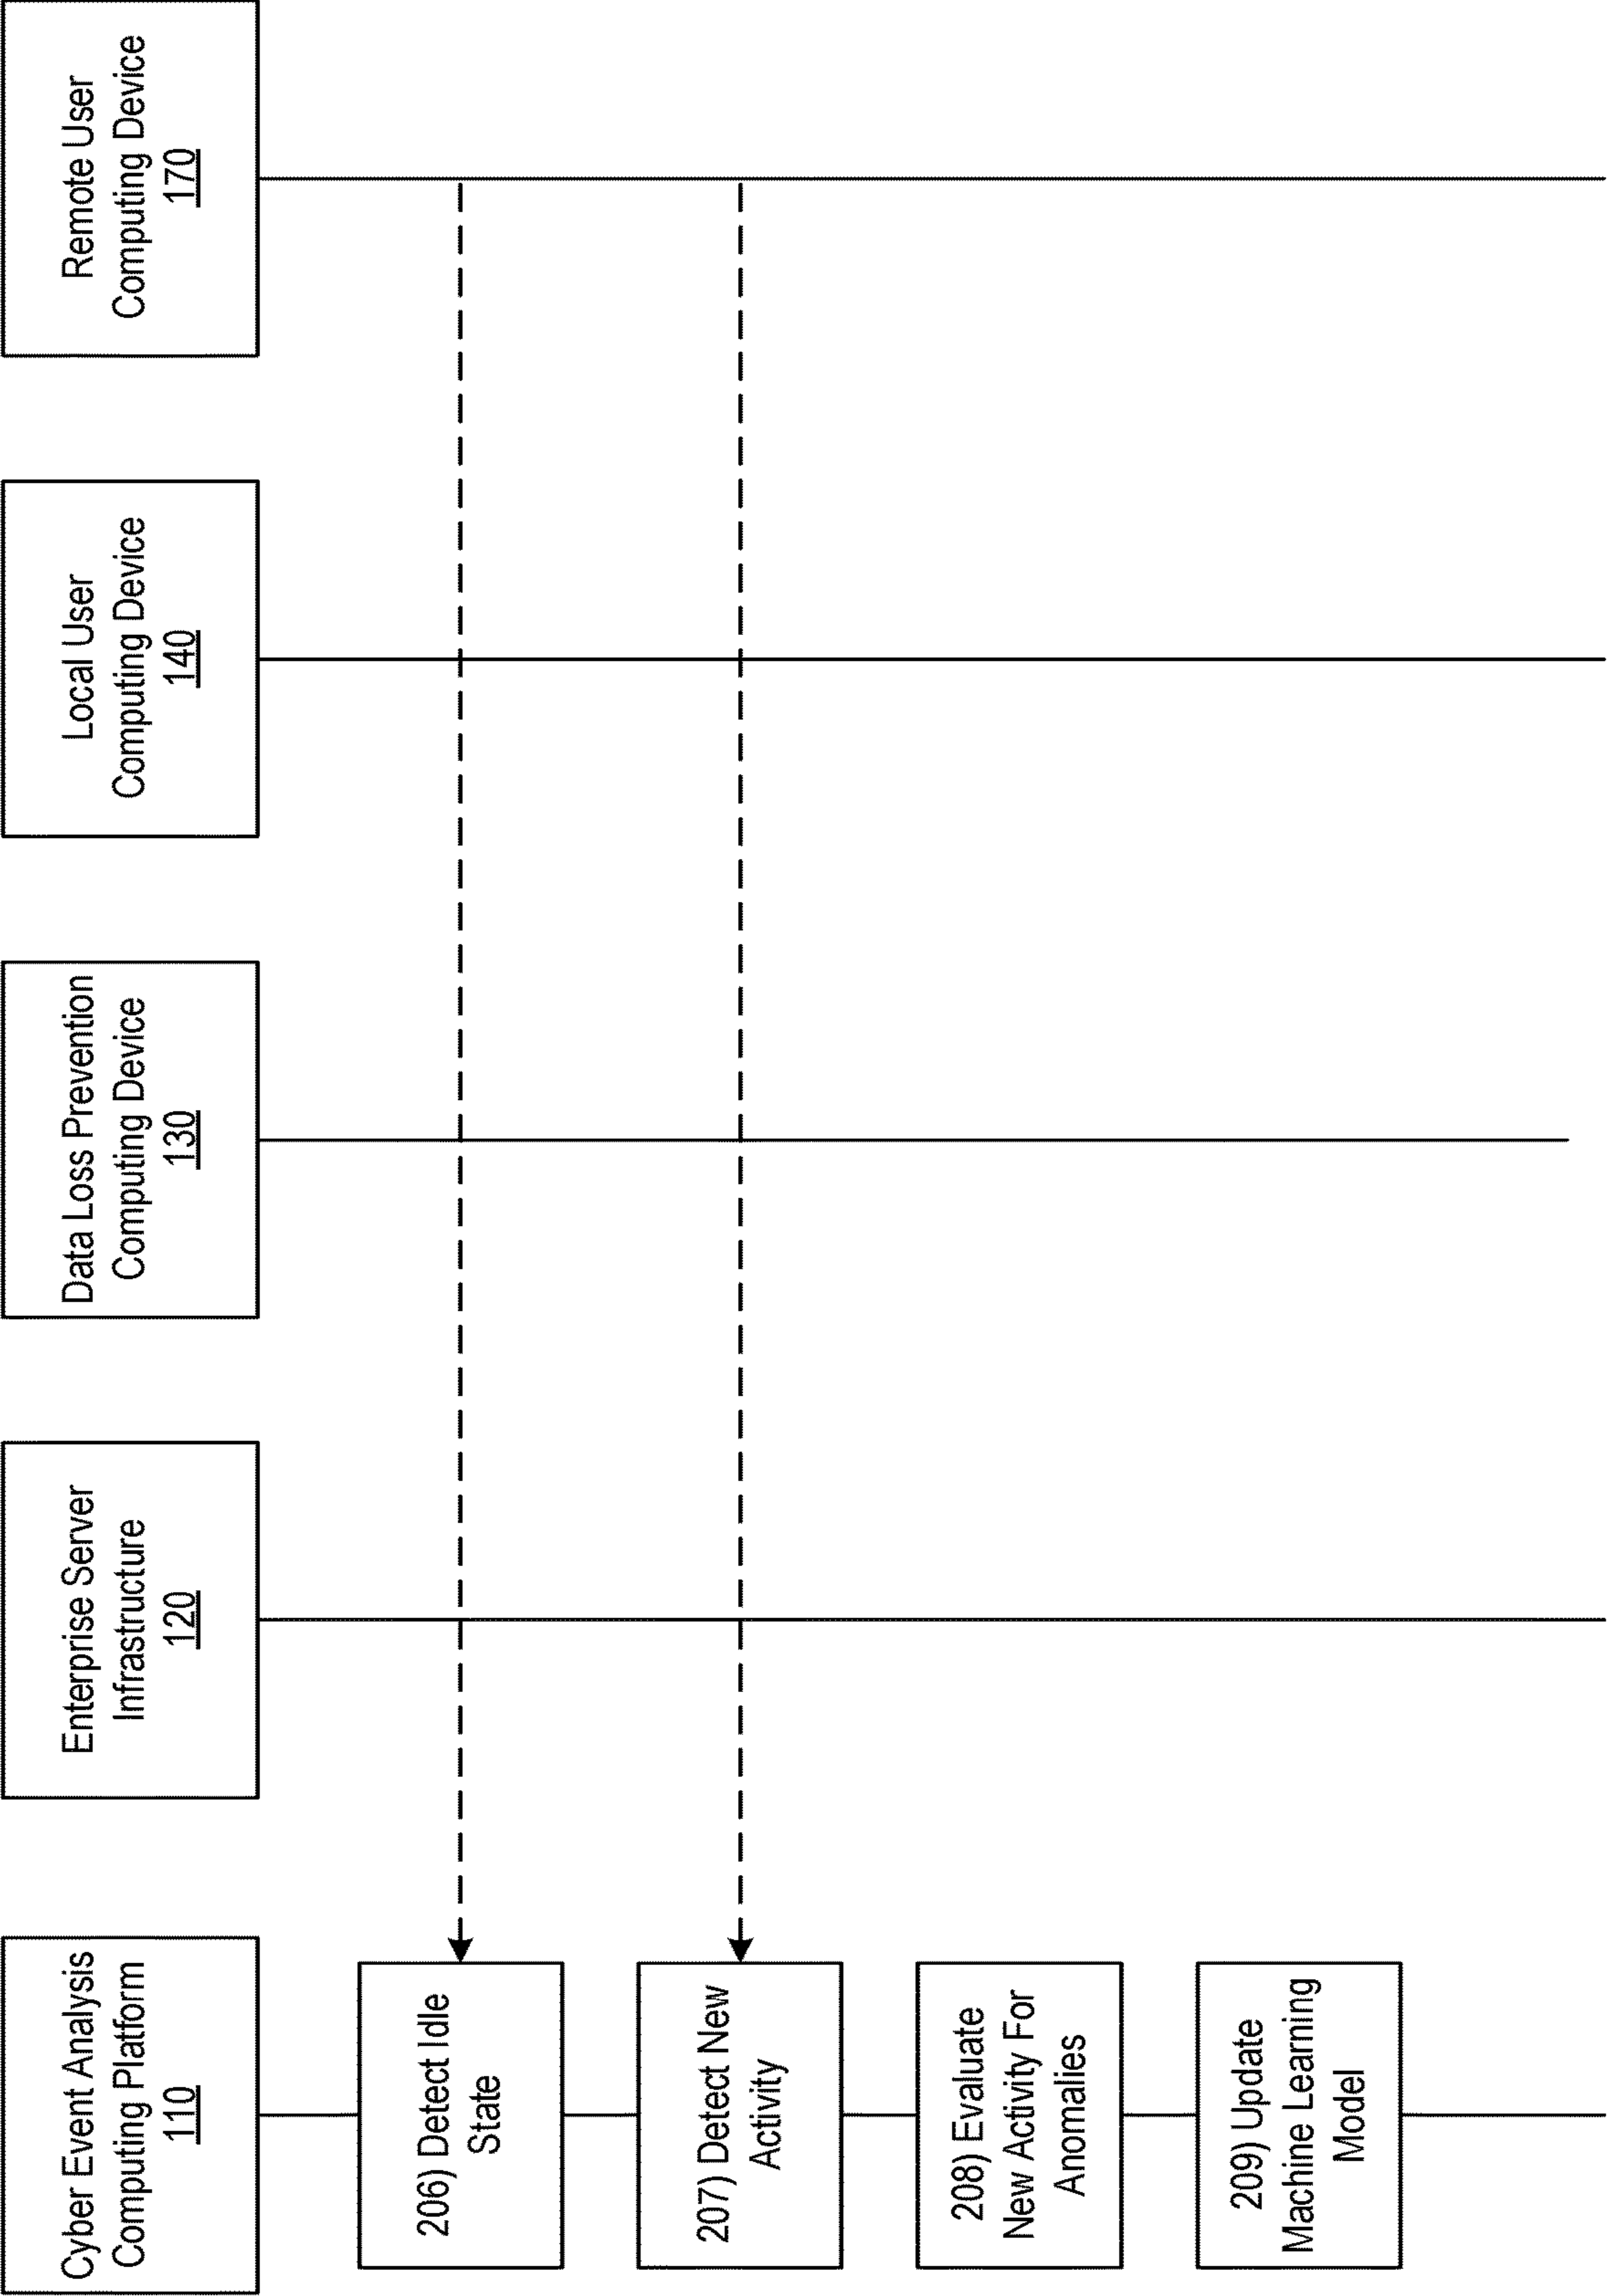 Cyber Event Analysis
Computing Platform
110
Enterprise Server
Infrastructure
120
Data Loss Prevention
Computing Device
130
Local User
Computing Device
140
Remote User
Computing Device
170
206) Detect Idle
State
207) Detect New
Activity
208) Evaluate
New Activity For
Anomalies
209) Update
Machine Learning
Model